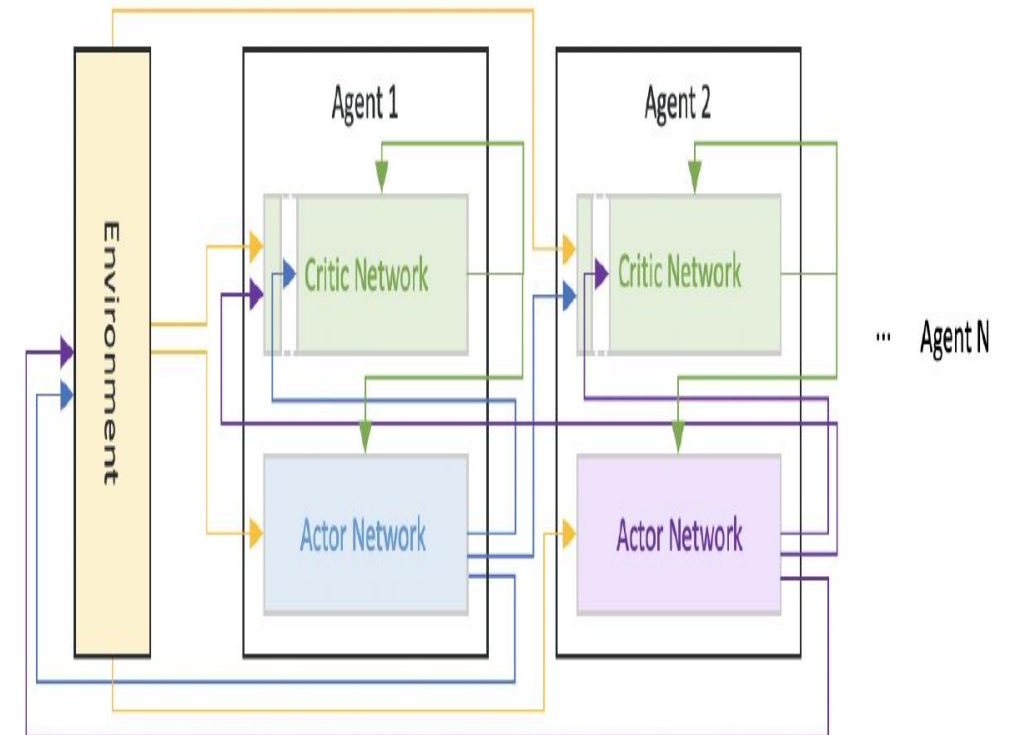 Environment
Agent 1
Critic Network
Actor Network
Agent 2
Critic Network
Actor Network
... Agent N